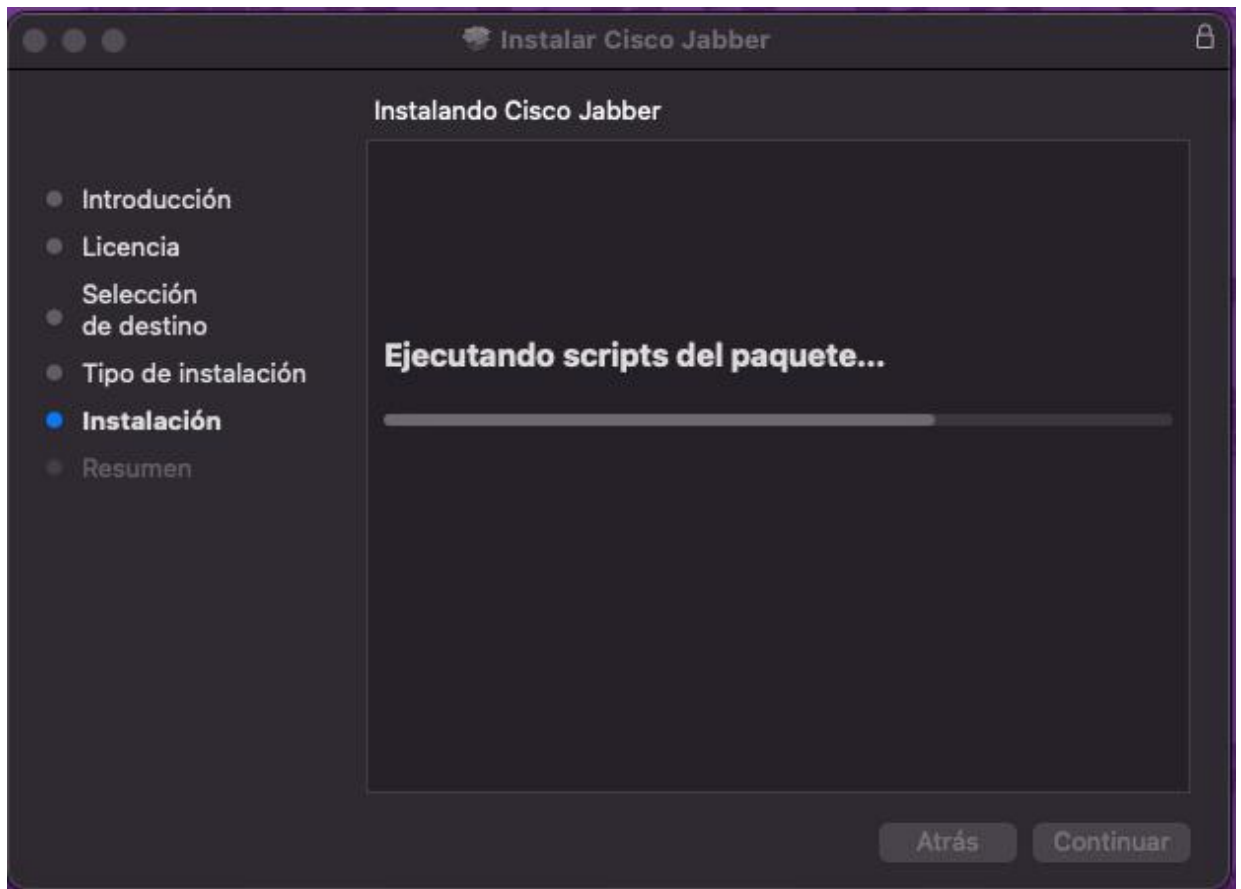 Instalar Cisco Jabber
Instalando Cisco Jabber
Introducción
Licencia
Selección
de destino
Tipo de instalación
Instalación
Resumen
Ejecutando scripts del paquete...
Atrás
Continuar